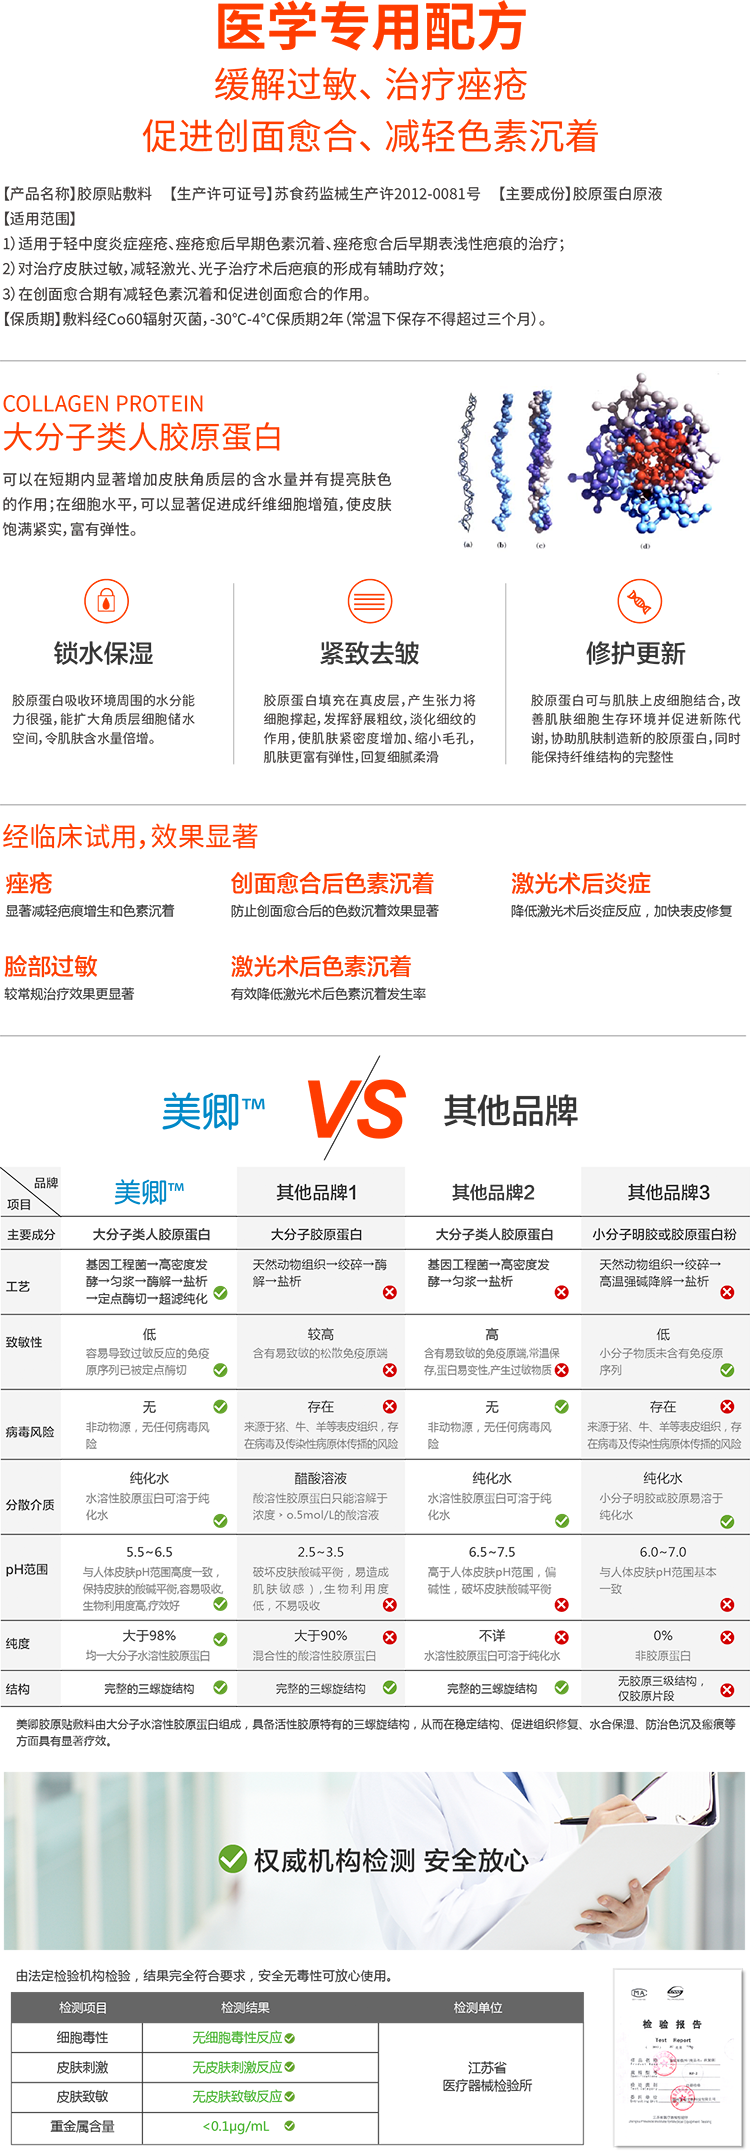 医学专用配方
缓解过敏、治疗痤疮
促进创面愈合、减轻色素沉着
【产品名称】胶原贴敷料 【生产许可证号】苏食药监械生产许2012-0081号 【主要成份】胶原蛋白原液
【适用范围】
1）适用于轻中度炎症痤疮、痤疮愈后早期色素沉着、痤疮愈合后早期表浅性疤痕的治疗；
2）对治疗皮肤过敏，减轻激光、光子治疗术后疤痕的形成有辅助疗效；
3）在创面愈合期有减轻色素沉着和促进创面愈合的作用。
【保质期】敷料经Co60辐射灭菌，-30℃-4℃保质期2年（常温下保存不得超过三个月）。
COLLAGEN PROTEIN
大分子类人胶原蛋白
可以在短期内显著增加皮肤角质层的含水量并有提亮肤色
的作用；在细胞水平，可以显著促进成纤维细胞增殖，使皮肤
饱满紧实，富有弹性。
(a) (b) (c) (d)
锁水保湿
胶原蛋白吸收环境周围的水分能
力很强，能扩大角质层细胞储水
空间，令肌肤含水量倍增。
紧致去皱
胶原蛋白填充在真皮层，产生张力将
细胞撑起，发挥舒展粗纹，淡化细纹的
作用，使肌肤紧密度增加、缩小毛孔，
肌肤更富有弹性，回复细腻柔滑
修护更新
胶原蛋白可与肌肤上皮细胞结合，改
善肌肤细胞生存环境并促进新陈代
谢，协助肌肤制造新的胶原蛋白，同时
能保持纤维结构的完整性
经临床试用，效果显著
痤疮
显著减轻疤痕增生和色素沉着
创面愈合后色素沉着
防止创面愈合后的色数沉着效果显著
激光术后炎症
降低激光术后炎症反应，加快表皮修复
脸部过敏
较常规治疗效果更显著
激光术后色素沉着
有效降低激光术后色素沉着发生率
美卿™ VS 其他品牌
品牌
项目
美卿™ 其他品牌1 其他品牌2 其他品牌3
主要成分 大分子类人胶原蛋白 大分子胶原蛋白 大分子类人胶原蛋白 小分子明胶或胶原蛋白粉
工艺
基因工程菌→高密度发
酵→匀浆→酶解→盐析
→定点酶切→超滤纯化
天然动物组织→绞碎→酶
解→盐析
基因工程菌→高密度发
酵→匀浆→盐析
天然动物组织→绞碎→
高温强碱降解→盐析
致敏性
低
容易导致过敏反应的免疫
原序列已被定点酶切
较高
含有易致敏的松散免疫原端
高
含有易致敏的免疫原端,常温保
存,蛋白易变性,产生过敏物质
低
小分子物质未含有免疫原
序列
病毒风险
无
非动物源，无任何病毒风
险
存在
来源于猪、牛、羊等表皮组织，存
在病毒及传染性病原体传播的风险
无
非动物源，无任何病毒风
险
存在
来源于猪、牛、羊等表皮组织，存
在病毒及传染性病原体传播的风险
分散介质
纯化水
水溶性胶原蛋白可溶于纯
化水
醋酸溶液
酸溶性胶原蛋白只能溶解于
浓度，o.5mol/L的酸溶液
纯化水
水溶性胶原蛋白可溶于纯
化水
纯化水
小分子明胶或胶原易溶于
纯化水
pH范围
5.5~6.5
与人体皮肤pH范围高度一致，
保持皮肤的酸碱平衡,容易吸收,
生物利用度高,疗效好
2.5~3.5
破坏皮肤酸碱平衡，易造成
肌肤敏感）,生物利用度
低，不易吸收
6.5~7.5
高于人体皮肤pH范围，偏
碱性，破坏皮肤酸碱平衡
6.0~7.0
与人体皮肤pH范围基本
一致
纯度
大于98%
均一大分子水溶性胶原蛋白
大于90%
混合性的酸溶性胶原蛋白
不详
水溶性胶原蛋白可溶于纯化水
0%
非胶原蛋白
结构
完整的三螺旋结构
完整的三螺旋结构
完整的三螺旋结构
无胶原三级结构，
仅胶原片段
美卿胶原贴敷料由大分子水溶性胶原蛋白组成，具备活性胶原特有的三螺旋结构，从而在稳定结构、促进组织修复、水合保湿、防治色沉及瘢痕等
方面具有显著疗效。
权威机构检测 安全放心
由法定检验机构检验，结果完全符合要求，安全无毒性可放心使用。
检测项目 检测结果 检测单位
细胞毒性 无细胞毒性反应
皮肤刺激 无皮肤刺激反应
皮肤致敏 无皮肤致敏反应
重金属含量 <0.1μg/mL
江苏省
医疗器械检验所
MA
检验报告
Test Report